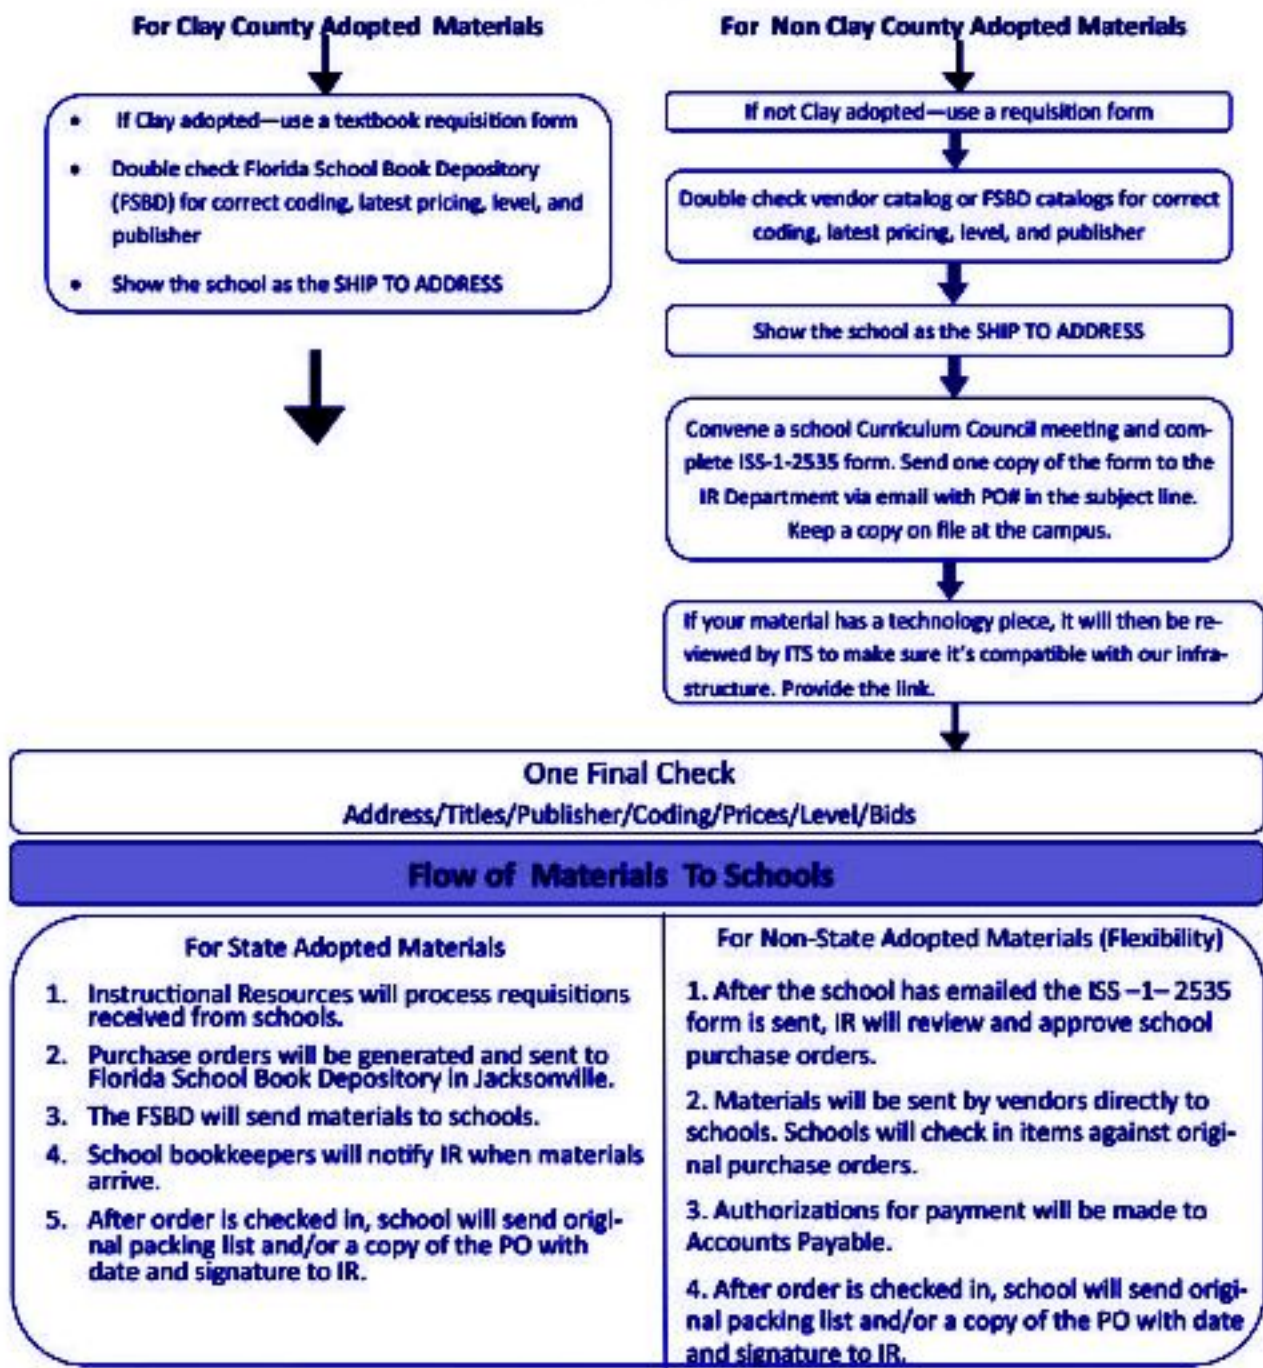 For Clay County Adopted Materials
If Clay adopted—use a textbook requisition form
Double check Florida School Book Depository
(FSBD) for correct coding, latest pricing, level, and
publisher
Show the school as the SHIP TO ADDRESS
For Non Clay County Adopted Materials
If not Clay adopted—use a requisition form
Double check vendor catalog or FSBD catalogs for correct
coding, latest pricing, level, and publisher
Show the school as the SHIP TO ADDRESS
Convene a school Curriculum Council meeting and com-
plete ISS-1-2535 form. Send one copy of the form to the
IR Department via email with PO# in the subject line.
Keep a copy on file at the campus.
If your material has a technology piece, it will then be re-
viewed by ITS to make sure it's compatible with our infra-
structure. Provide the link.
One Final Check
Address/Titles/Publisher/Coding/Prices/Level/Bids
Flow of Materials To Schools
For State Adopted Materials
1. Instructional Resources will process requisitions
received from schools.
2. Purchase orders will be generated and sent to
Florida School Book Depository in Jacksonville.
3. The FSBD will send materials to schools.
4. School bookkeepers will notify IR when materials
arrive.
5. After order is checked in, school will send origi-
nal packing list and/or a copy of the PO with
date and signature to IR.
For Non-State Adopted Materials (Flexibility)
1. After the school has emailed the ISS –1– 2535
form is sent, IR will review and approve school
purchase orders.
2. Materials will be sent by vendors directly to
schools. Schools will check in items against origi-
nal purchase orders.
3. Authorizations for payment will be made to
Accounts Payable.
4. After order is checked in, school will send origi-
nal packing list and/or a copy of the PO with date
and signature to IR.